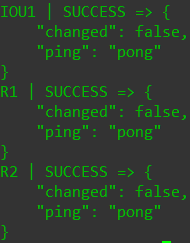 IOU1 | SUCCESS => {
    "changed": false,
    "ping": "pong"
}
R1 | SUCCESS => {
    "changed": false,
    "ping": "pong"
}
R2 | SUCCESS => {
    "changed": false,
    "ping": "pong"
}